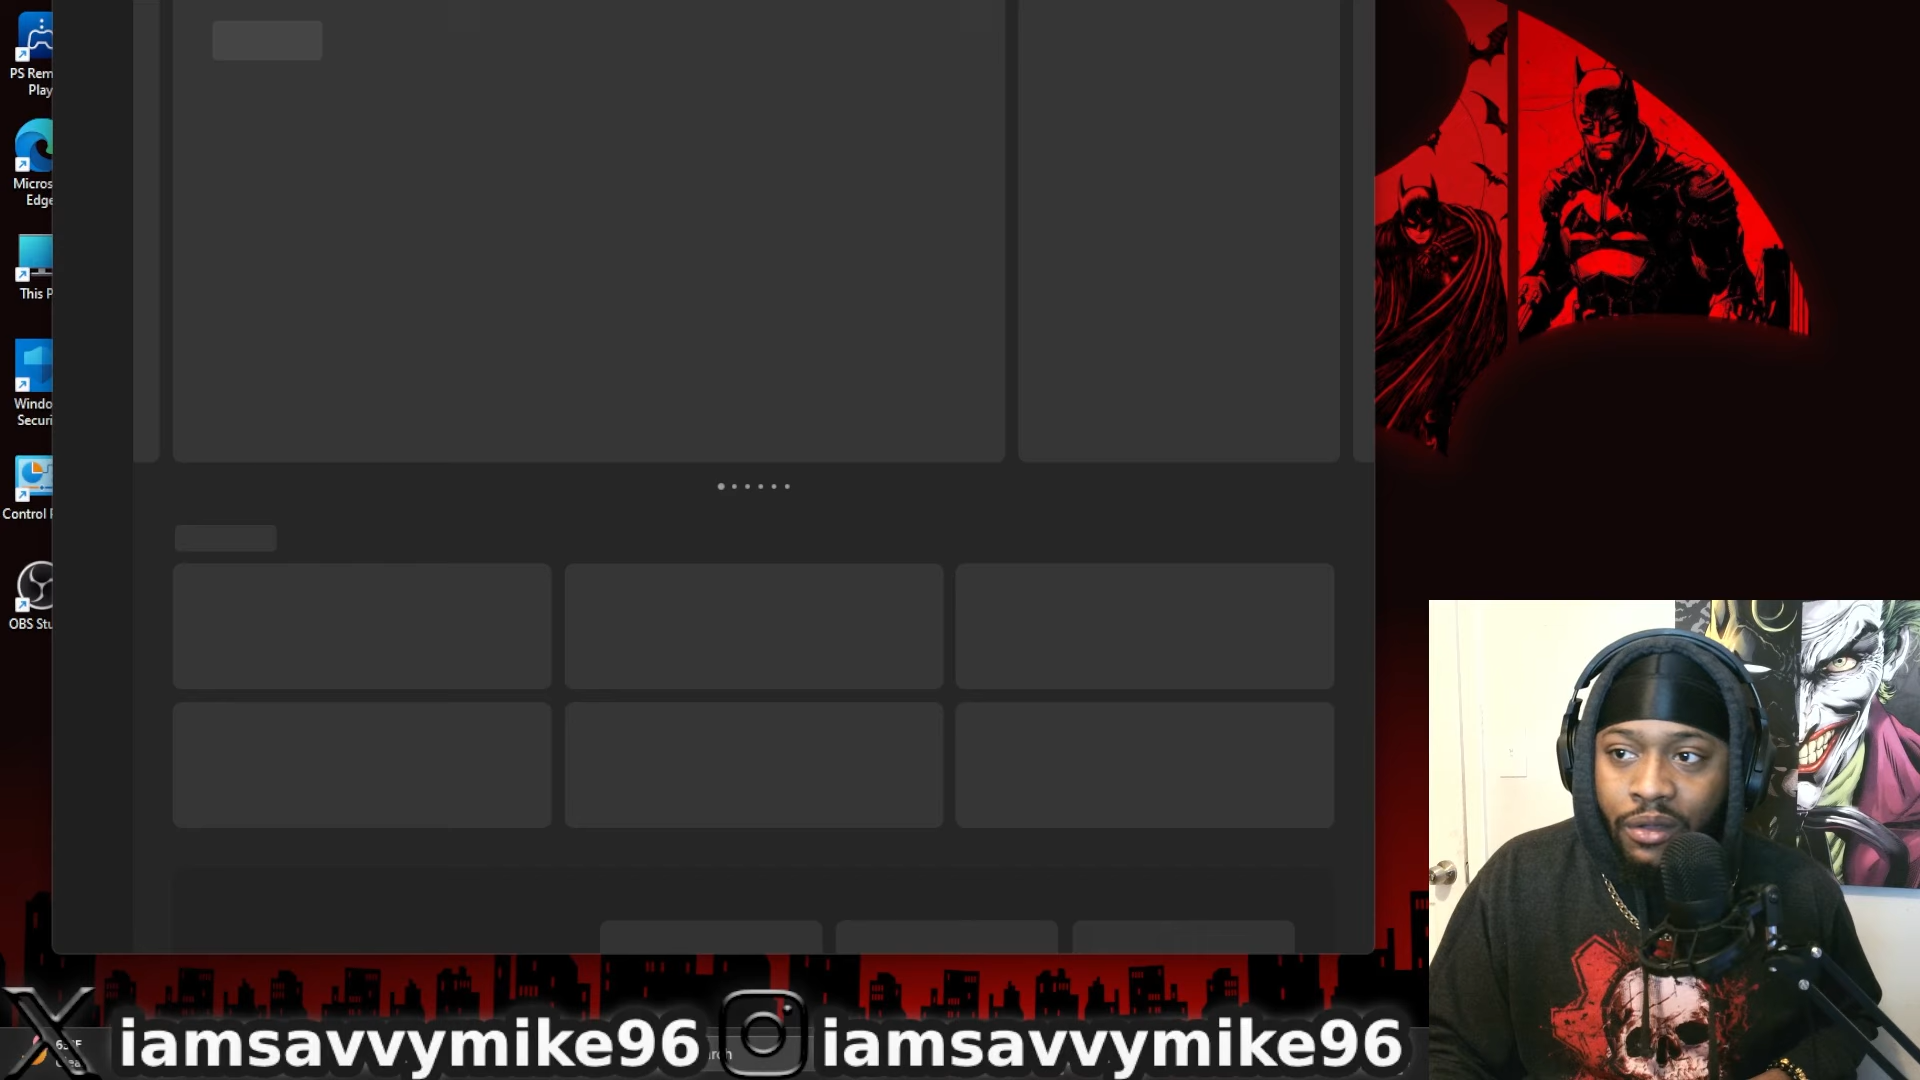 PS Rem
Play
Micros
Edge
This P
Windo
Securi
Control
OBS Stu
iamsavvymike96
iamsavvymike96